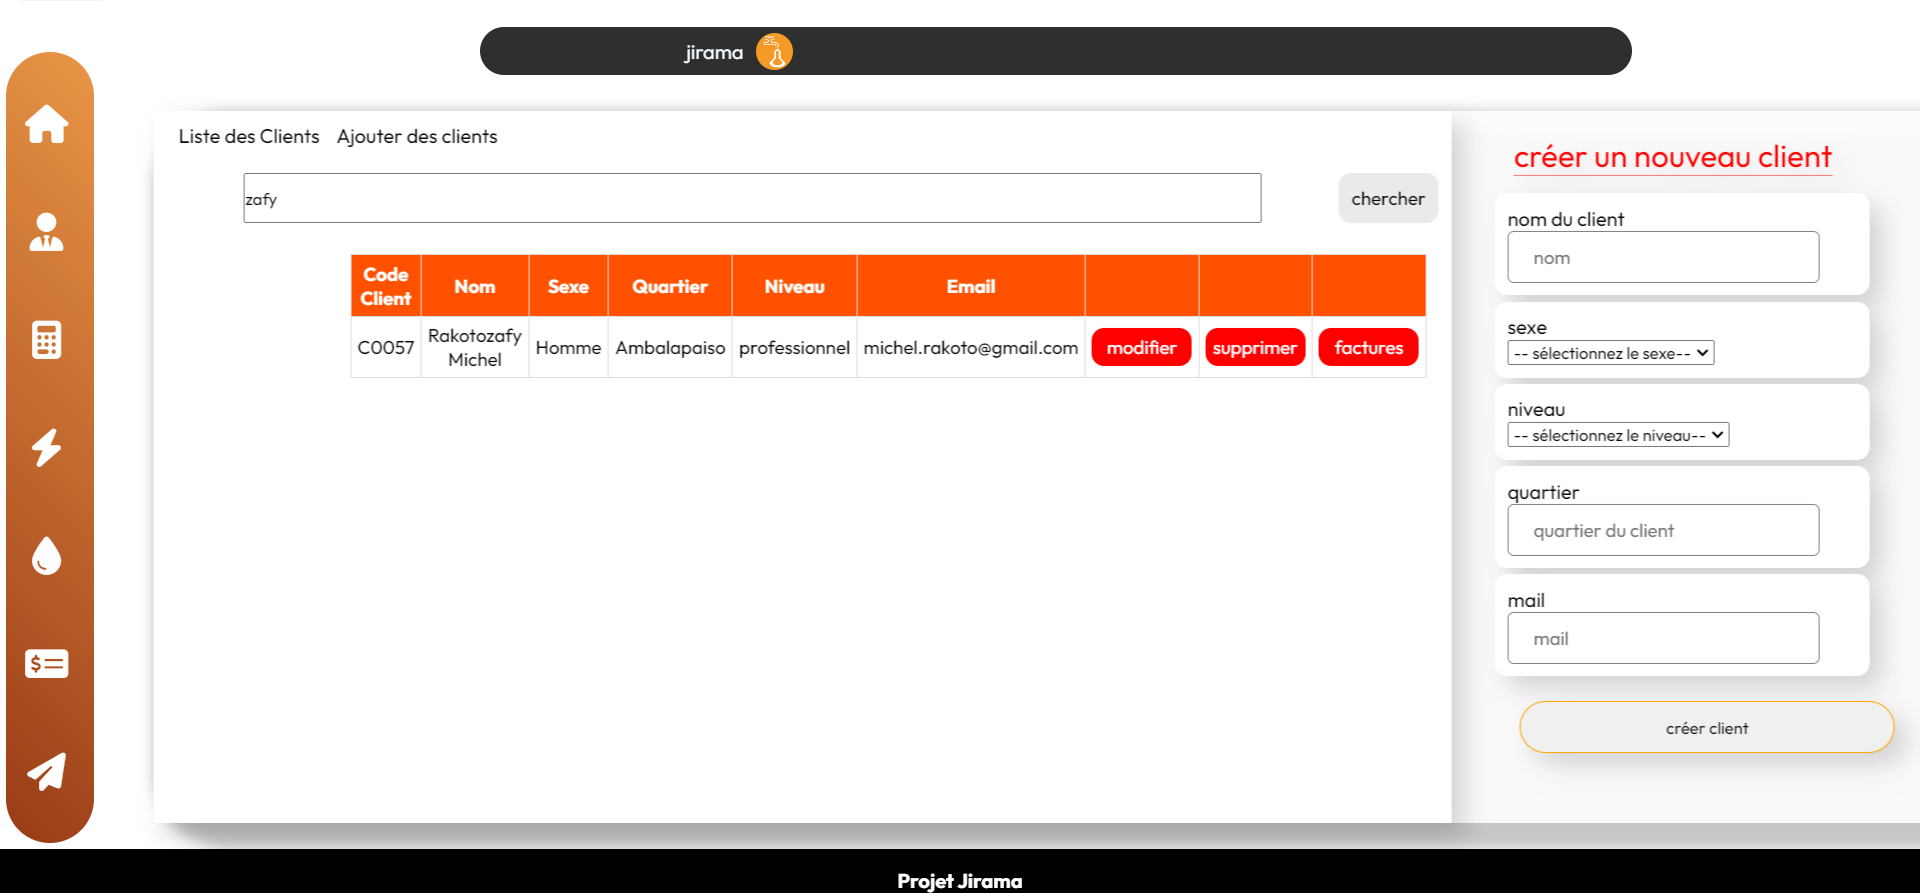 jirama
Liste des Clients Ajouter des clients
zafy
chercher
Code Client Nom Sexe Quartier Niveau Email
C0057 Rakotozafy Michel Homme Ambalapaiso professionnel michel.rakoto@gmail.com modifier supprimer factures
créer un nouveau client
nom du client
nom
sexe
-- sélectionnez le sexe--
niveau
-- sélectionnez le niveau--
quartier
quartier du client
mail
mail
créer client
Projet Jirama